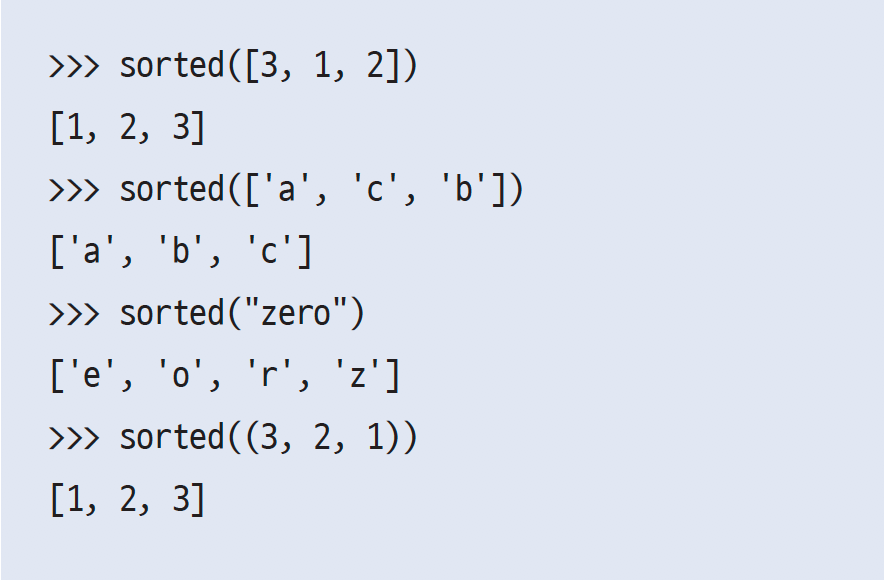 >>> sorted([3, 1, 2])
[1, 2, 3]
>>> sorted(['a', 'c', 'b'])
['a', 'b', 'c']
>>> sorted("zero")
['e', 'o', 'r', 'z']
>>> sorted((3, 2, 1))
[1, 2, 3]